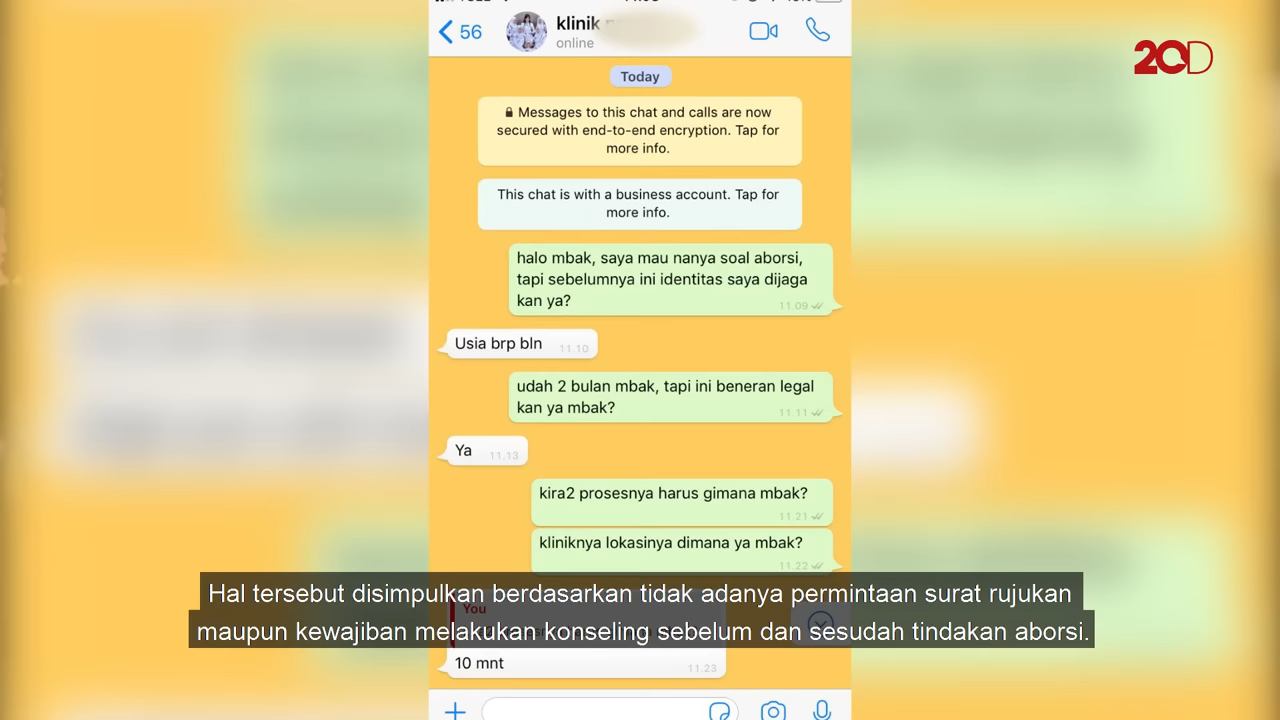 11.08
56
klinik
online
20D
Today
Messages to this chat and calls are now
secured with end-to-end encryption. Tap for
more info.
This chat is with a business account. Tap for
more info.
halo mbak, saya mau nanya soal aborsi,
tapi sebelumnya ini identitas saya dijaga
kan ya?
11.09
Usia brp bln
11.10
udah 2 bulan mbak, tapi ini beneran legal
kan ya mbak?
11.11
Ya
11.13
kira2 prosesnya harus gimana mbak?
11.21
kliniknya lokasinya dimana ya mbak?
11.22
Hal tersebut disimpulkan berdasarkan tidak adanya permintaan surat rujukan
You
maupun kewajiban melakukan konseling sebelum dan sesudah tindakan aborsi.
10 mnt
11.23